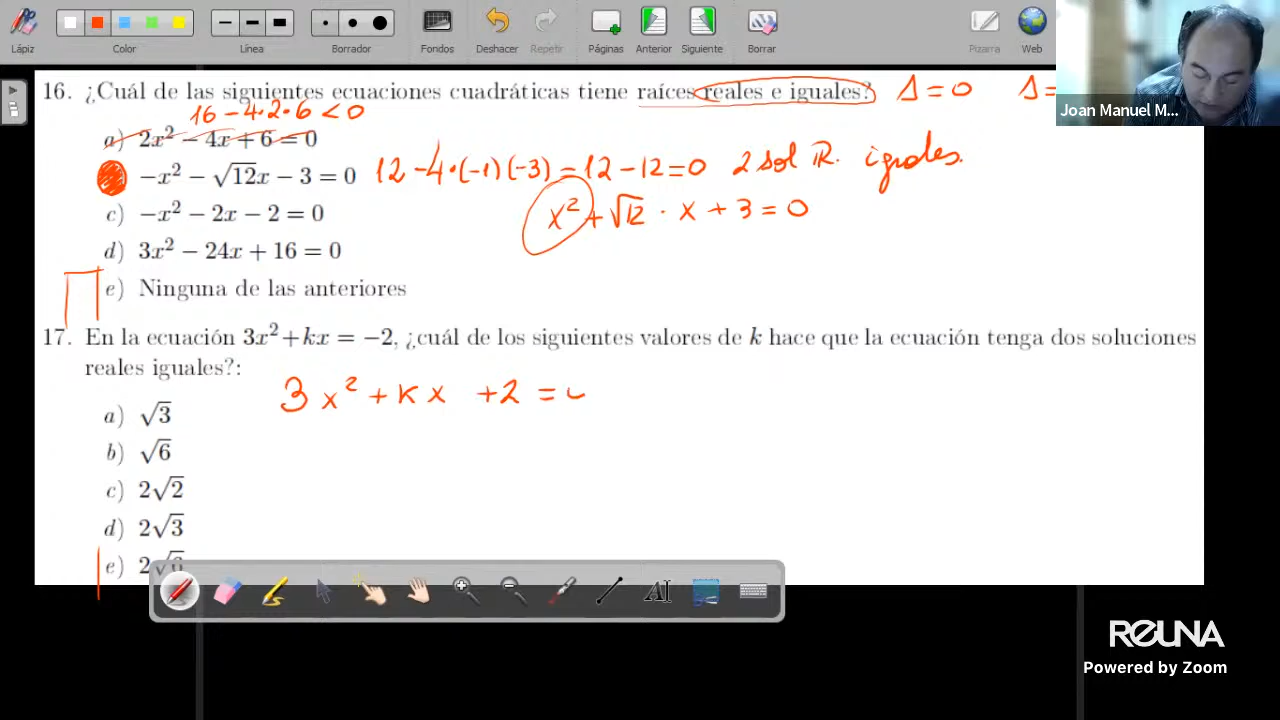 Lápiz Color Línea Borrador Fondos Deshacer Repetir Páginas Anterior Siguiente Borrar Pizarra Web
Joan Manuel M...
16. ¿Cuál de las siguientes ecuaciones cuadráticas tiene raíces reales e iguales? Δ = 0 Δ =
16 - 4·2·6 < 0
a) 2x² − 4x + 6 = 0
−x² − √12x − 3 = 0 12 - 4·(-1)(-3) = 12 - 12 = 0 2 sol ℝ. iguales.
c) −x² − 2x − 2 = 0 x² + √12 · x + 3 = 0
d) 3x² − 24x + 16 = 0
e) Ninguna de las anteriores
17. En la ecuación 3x² + kx = −2, ¿cuál de los siguientes valores de k hace que la ecuación tenga dos soluciones
reales iguales?:
3x² + kx + 2 =
a) √3
b) √6
c) 2√2
d) 2√3
e) 2
AI
REUNA
Powered by Zoom